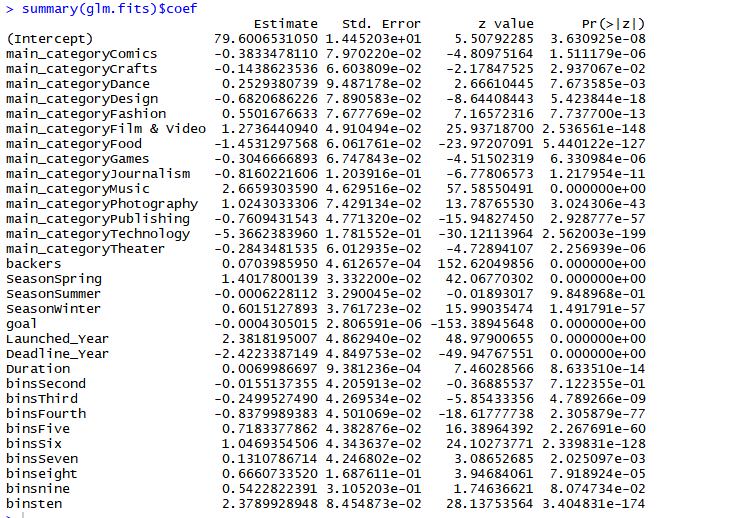 > summary(glm.fits)$coef
Estimate Std. Error z value Pr(>|z|)
(Intercept) 79.6006531050 1.445203e+01 5.50792285 3.630925e-08
main_categoryComics -0.3833478110 7.970220e-02 -4.80975164 1.511179e-06
main_categoryCrafts -0.1438623536 6.603809e-02 -2.17847525 2.937067e-02
main_categoryDance 0.2529380739 9.487178e-02 2.66610445 7.673585e-03
main_categoryDesign -0.6820686226 7.890583e-02 -8.64408443 5.423844e-18
main_categoryFashion 0.5501676633 7.677769e-02 7.16572316 7.737700e-13
main_categoryFilm & Video 1.2736440940 4.910494e-02 25.93718700 2.536561e-148
main_categoryFood -1.4531297568 6.061761e-02 -23.97207091 5.440122e-127
main_categoryGames -0.3046666893 6.747843e-02 -4.51502319 6.330984e-06
main_categoryJournalism -0.8160221606 1.203916e-01 -6.77806573 1.217954e-11
main_categoryMusic 2.6659303590 4.629516e-02 57.58550491 0.000000e+00
main_categoryPhotography 1.0243033306 7.429134e-02 13.78765530 3.024306e-43
main_categoryPublishing -0.7609431543 4.771320e-02 -15.94827450 2.928777e-57
main_categoryTechnology -5.3662383960 1.781552e-01 -30.12113964 2.562003e-199
main_categoryTheater -0.2843481535 6.012935e-02 -4.72894107 2.256939e-06
backers 0.0703985950 4.612657e-04 152.62049856 0.000000e+00
SeasonSpring 1.4017800139 3.332200e-02 42.06770302 0.000000e+00
SeasonSummer -0.0006228112 3.290045e-02 -0.01893017 9.848968e-01
SeasonWinter 0.6015127893 3.761723e-02 15.99035474 1.491791e-57
goal -0.0004305015 2.806591e-06 -153.38945648 0.000000e+00
Launched_Year 2.3818195007 4.862940e-02 48.97900655 0.000000e+00
Deadline_Year -2.4223387149 4.849753e-02 -49.94767551 0.000000e+00
Duration 0.0069986697 9.381236e-04 7.46028566 8.633510e-14
binsSecond -0.0155137355 4.205913e-02 -0.36885537 7.122355e-01
binsThird -0.2499527490 4.269534e-02 -5.85433356 4.789266e-09
binsFourth -0.8379989383 4.501069e-02 -18.61777738 2.305879e-77
binsFive 0.7183377862 4.382876e-02 16.38964392 2.267691e-60
binsSix 1.0469354506 4.343637e-02 24.10273771 2.339831e-128
binsSeven 0.1310786714 4.246802e-02 3.08652685 2.025097e-03
binseight 0.6660733520 1.687611e-01 3.94684061 7.918924e-05
binsnine 0.5422822391 3.105203e-01 1.74636621 8.074734e-02
binsten 2.3789928948 8.454873e-02 28.13753564 3.404831e-174